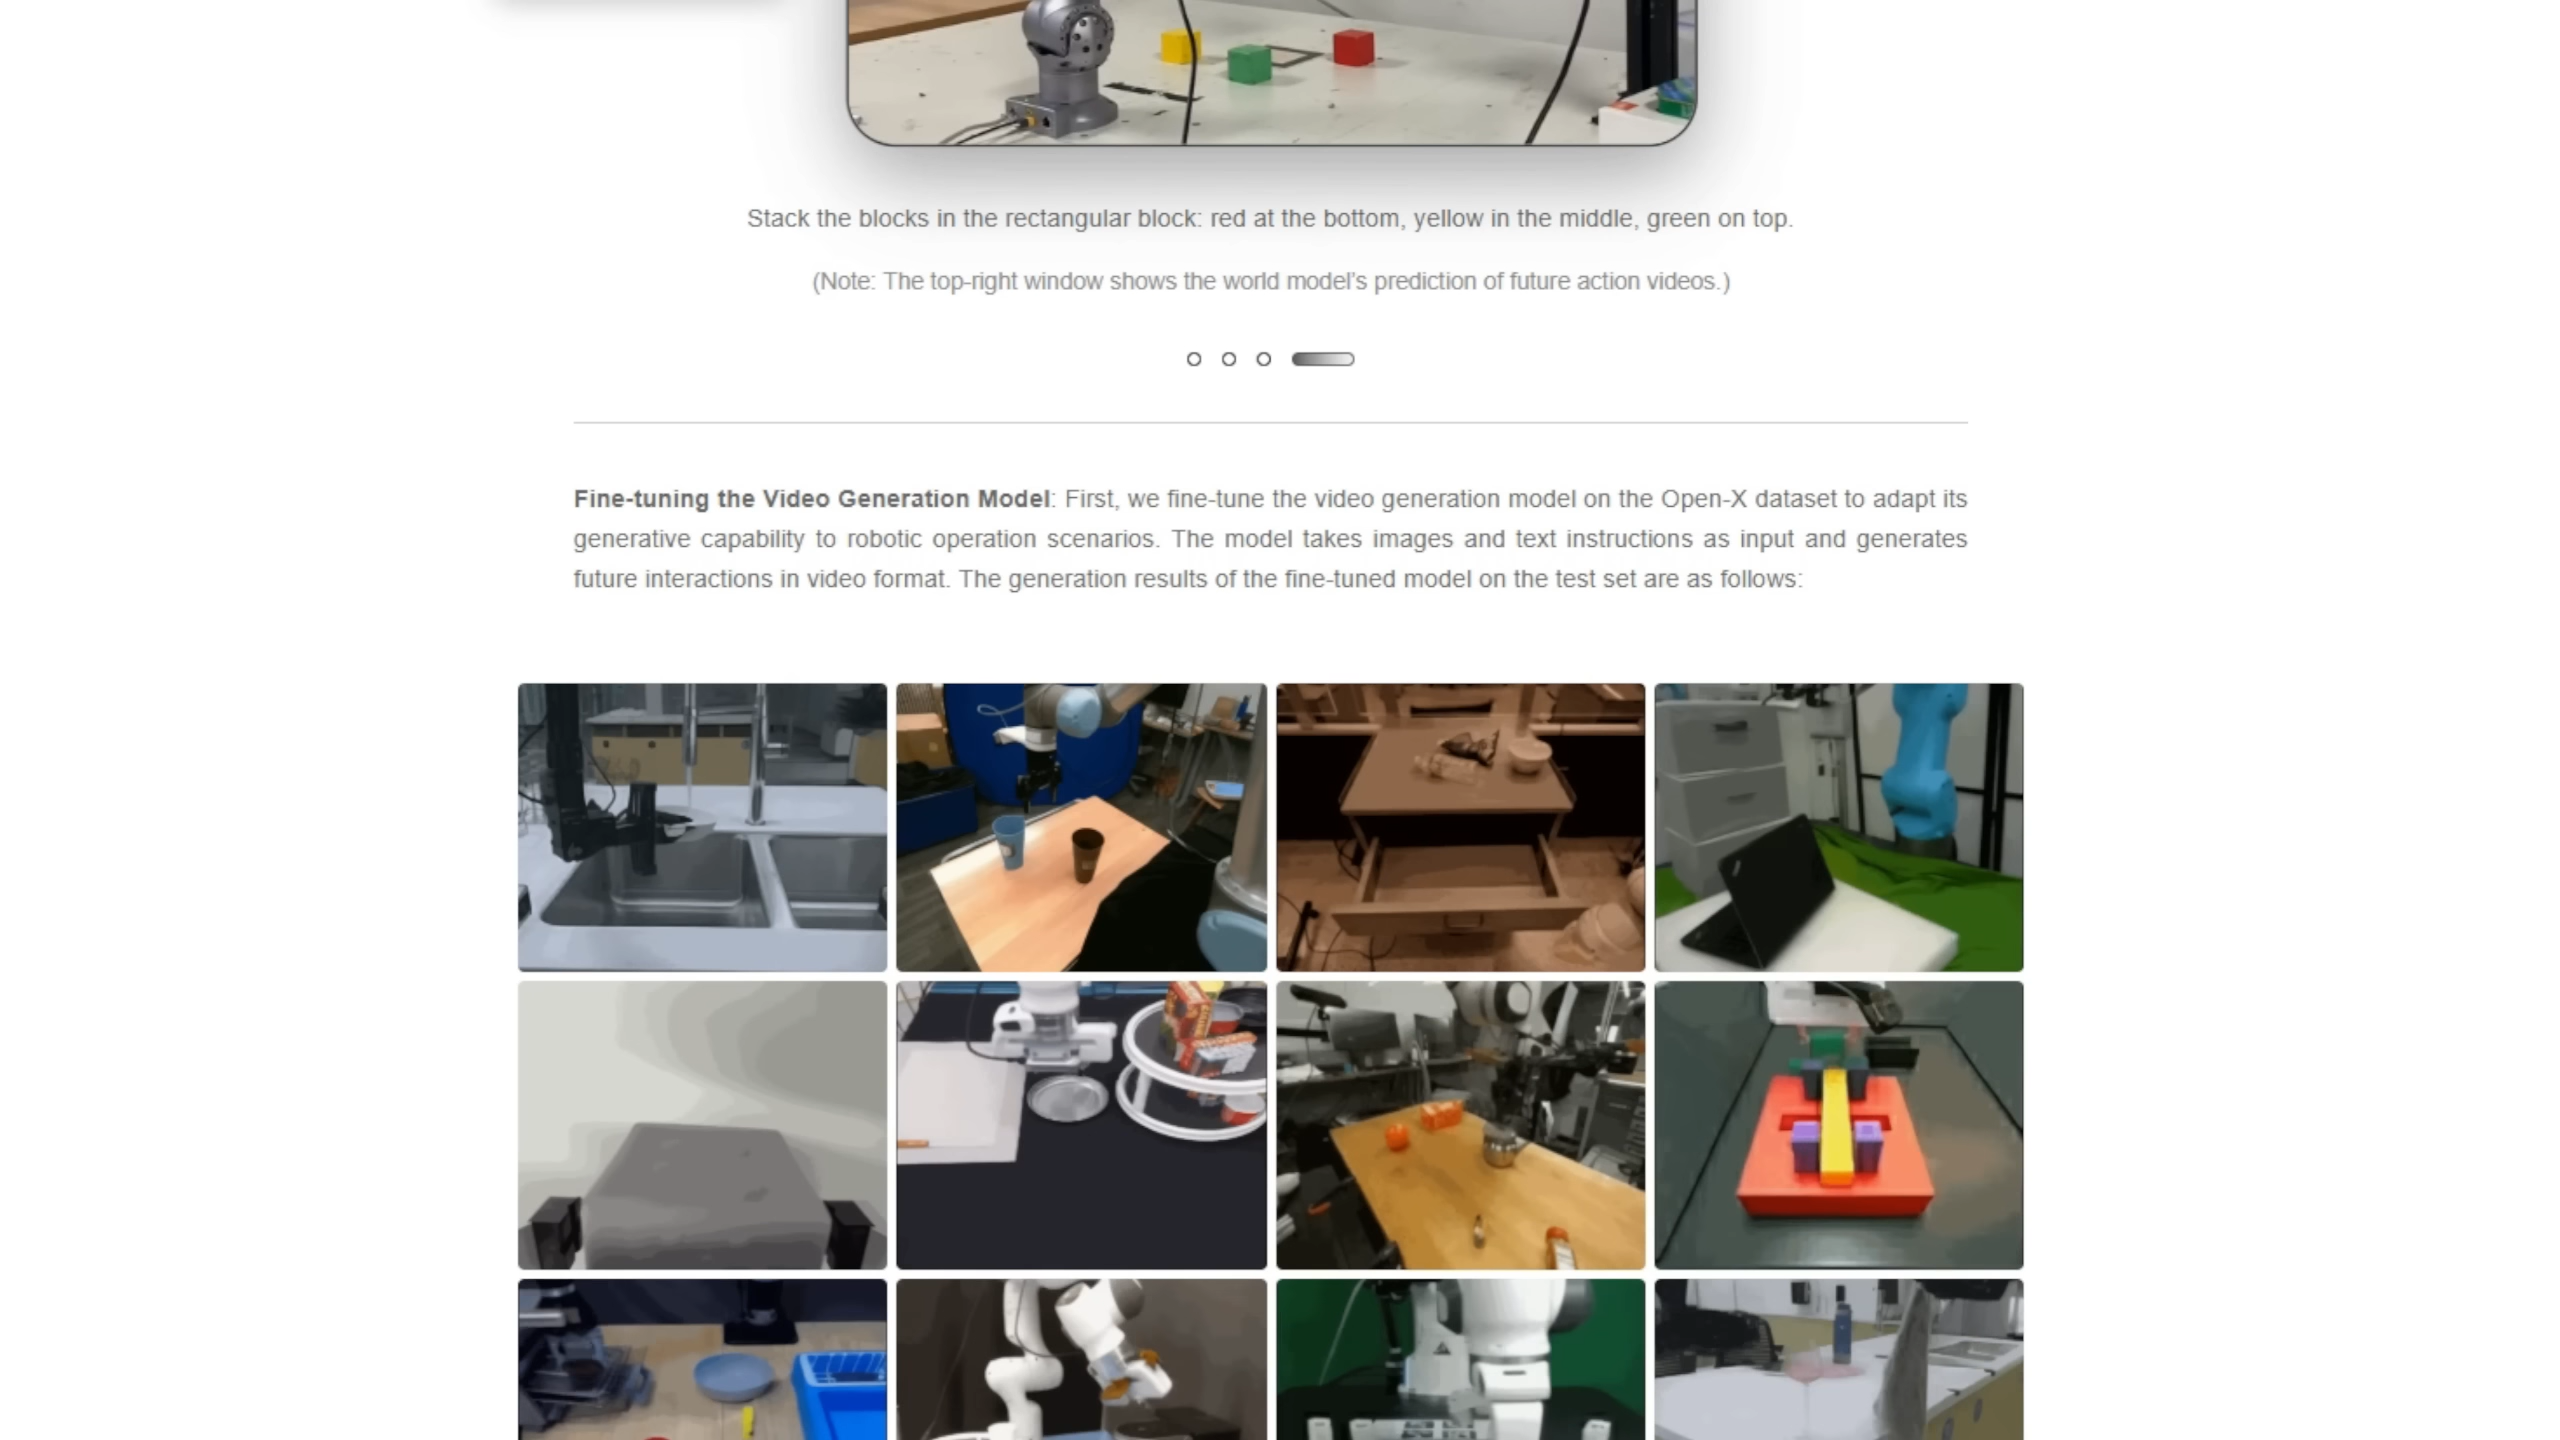 Stack the blocks in the rectangular block: red at the bottom, yellow in the middle, green on top.
(Note: The top-right window shows the world model's prediction of future action videos.)
Fine-tuning the Video Generation Model: First, we fine-tune the video generation model on the Open-X dataset to adapt its
generative capability to robotic operation scenarios. The model takes images and text instructions as input and generates
future interactions in video format. The generation results of the fine-tuned model on the test set are as follows: